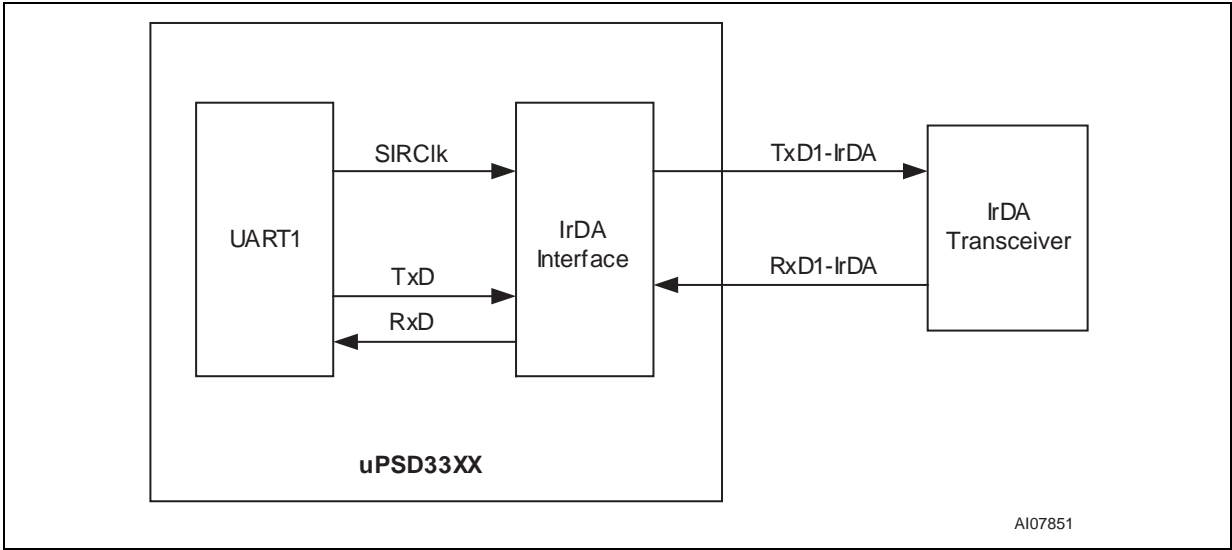 SIRClk
TxD1-IrDA
UART1
IrDA
Interface
IrDA
Transceiver
TxD
RxD1-IrDA
RxD
uPSD33XX
AI07851